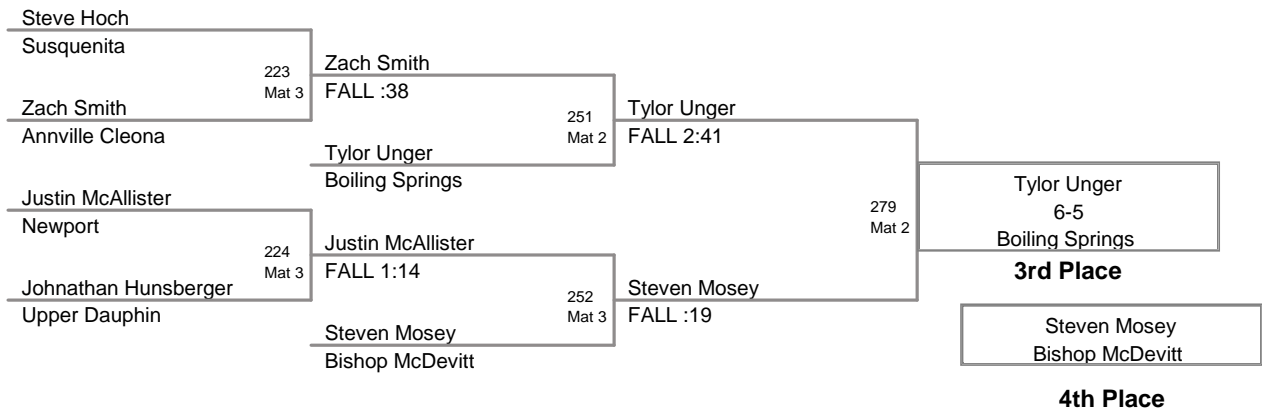 Steve Hoch
Susquenita
223
Mat 3
Zach Smith
FALL :38
Zach Smith
Annville Cleona
251
Mat 2
Tylor Unger
FALL 2:41
Tylor Unger
Boiling Springs
Justin McAllister
Newport
224
Mat 3
Justin McAllister
FALL 1:14
Johnathan Hunsberger
Upper Dauphin
252
Mat 3
Steven Mosey
FALL :19
Steven Mosey
Bishop McDevitt
279
Mat 2
Tylor Unger
6-5
Boiling Springs
3rd Place
Steven Mosey
Bishop McDevitt
4th Place